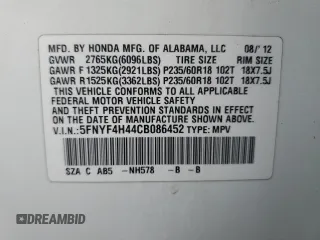 MFD. BY HONDA MFG. OF ALABAMA, LLC 08/'12
GVWR 2765KG(6096LBS) TIRE SIZE RIM SIZE
GAWR F 1325KG(2921LBS) P235/60R18 102T 18X7.5J
GAWR R 1525KG(3362LBS) P235/60R18 102T 18X7.5J
THIS VEHICLE CONFORMS TO ALL APPLICABLE
FEDERAL MOTOR VEHICLE SAFETY AND
THEFT PREVENTION STANDARDS IN EFFECT ON
THE DATE OF MANUFACTURE SHOWN ABOVE.
V.I.N.: 5FNYF4H44CB086452 TYPE: MPV
SZA C AB5 -NH578 -B -B
DREAMBID